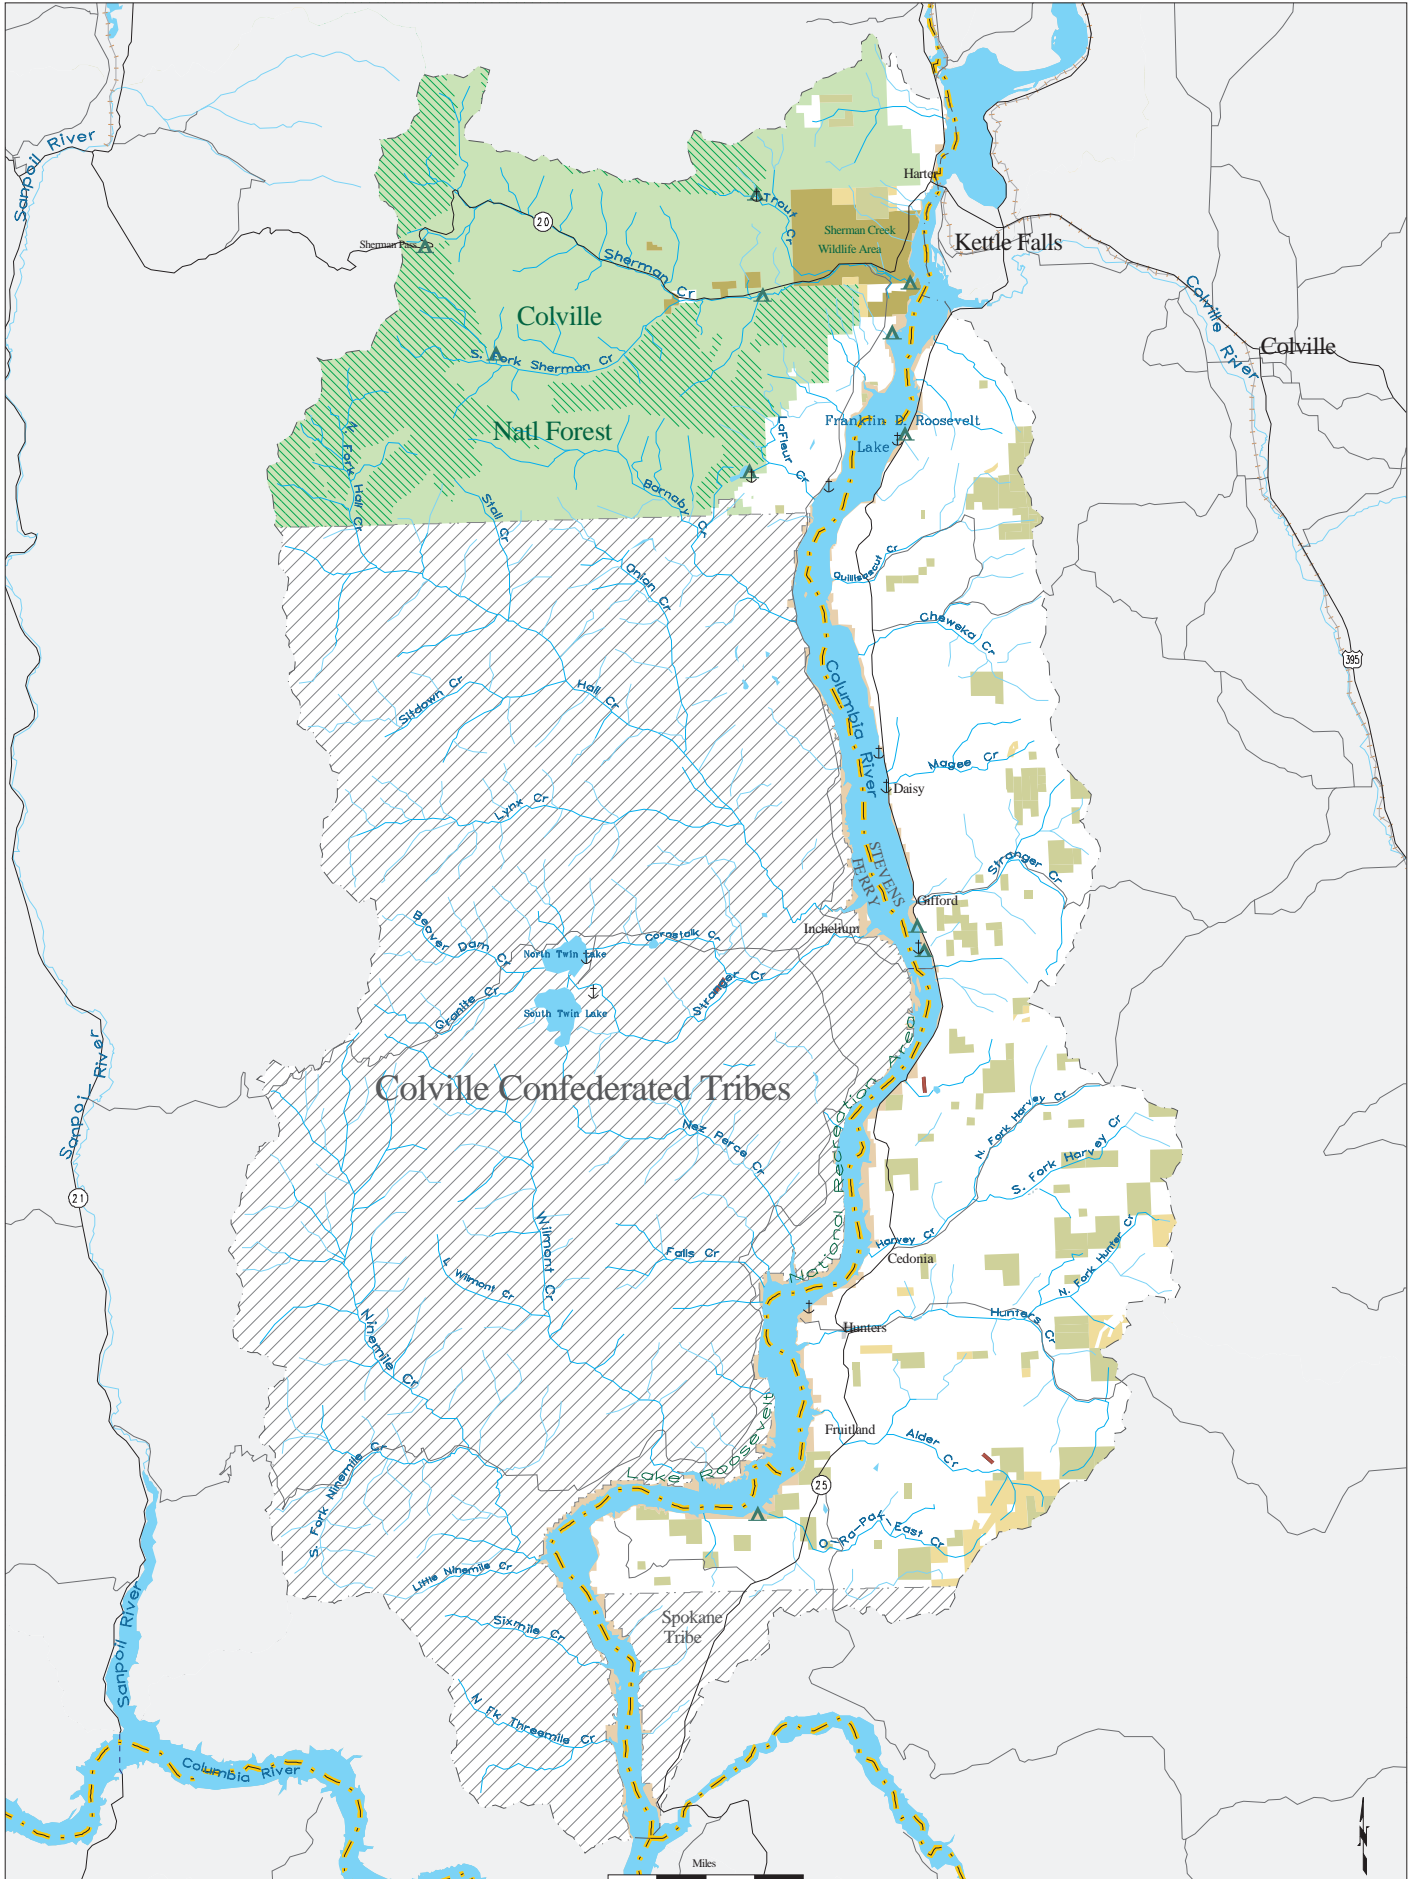 Sanpoil River
Harter
Trout Cr
20
Sherman Creek
Wildlife Area
Sherman Pass
Kettle Falls
Sherman Cr
Colville River
Colville
Colville
S. Fork Sherman Cr
Franklin D. Roosevelt
Lake
Natl Forest
LaFleur Cr
N. Fork Hall Cr
Stall Cr
Barnaby Cr
Quillisascut Cr
Onion Cr
Cheweka Cr
395
Sitdown Cr
Hall Cr
Columbia River
Magee Cr
Daisy
Lynx Cr
STEVENS
FERRY
Stranger Cr
Gifford
Inchelium
Beaver Dam Cr
Cornstalk Cr
North Twin Lake
Stranger Cr
Granite Cr
South Twin Lake
Sanpoil River
Colville Confederated Tribes
Lake Roosevelt National Recreation Area
N. Fork Harvey Cr
Nez Perce Cr
S. Fork Harvey Cr
21
Wilmont Cr
Falls Cr
Harvey Cr
Cedonia
N. Fork Hunter Cr
L Wilmont Cr
Ninemile Cr
Hunters Cr
Hunters
Fruitland
Alder Cr
S. Fork Ninemile Cr
25
O-Ra-Pak-East Cr
Little Ninemile Cr
Sixmile Cr
Spokane
Tribe
Sanpoil River
N Fk Threemile Cr
Columbia River
Miles
N